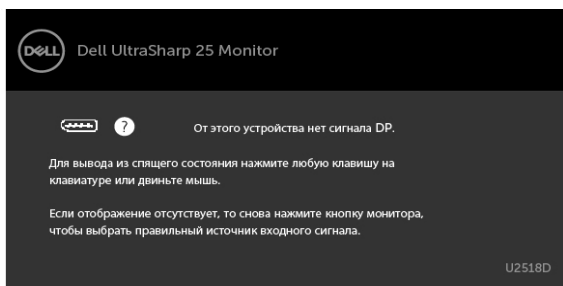 DELL
Dell UltraSharp 25 Monitor
?
От этого устройства нет сигнала DP.
Для вывода из спящего состояния нажмите любую клавишу на
клавиатуре или двиньте мышь.
Если отображение отсутствует, то снова нажмите кнопку монитора,
чтобы выбрать правильный источник входного сигнала.
U2518D